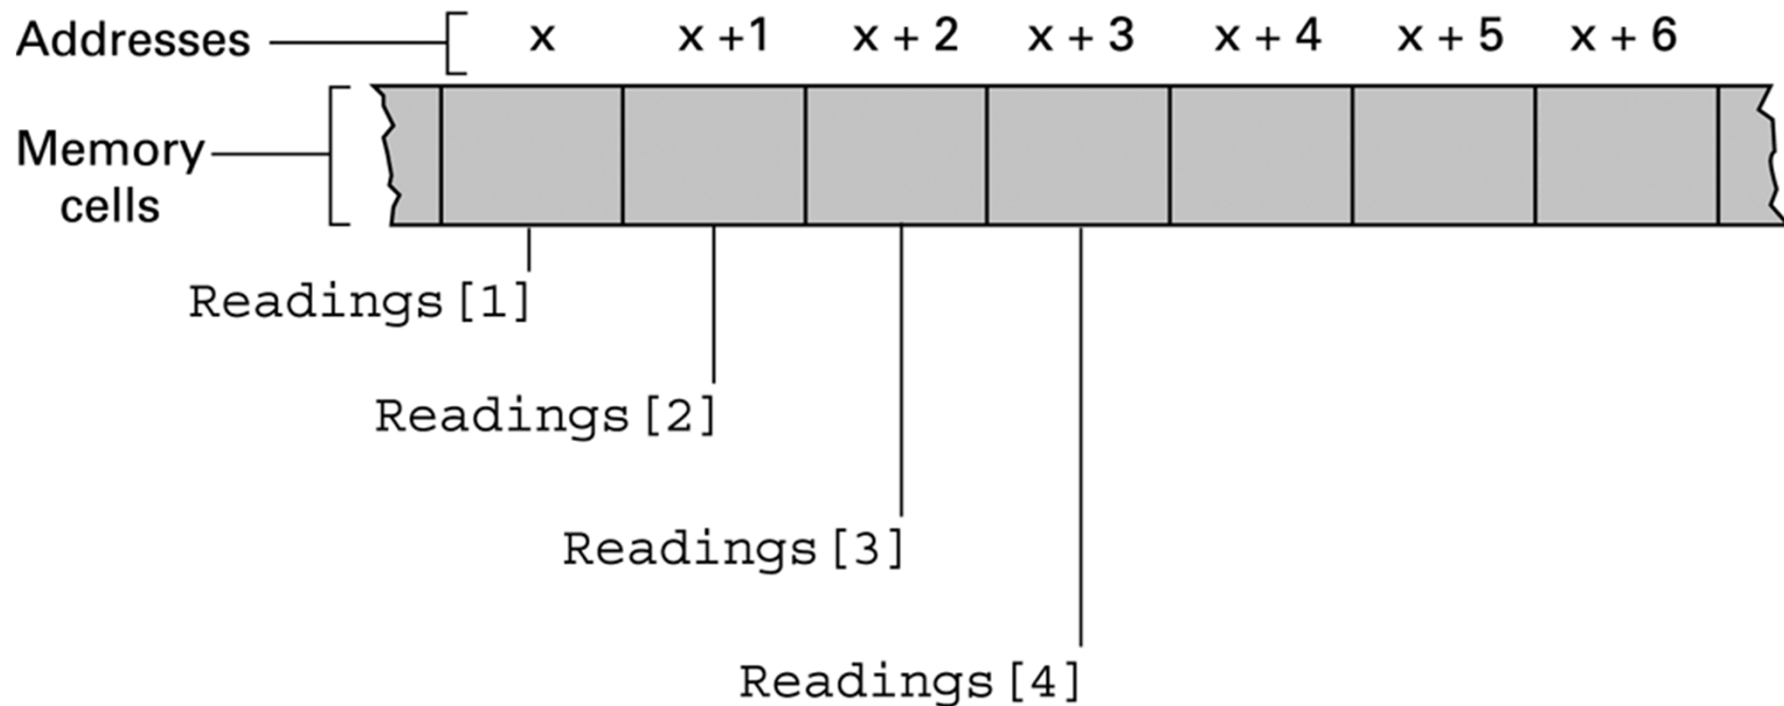 Addresses x x +1 x + 2 x + 3 x + 4 x + 5 x + 6
Memory
cells
Readings[1]
Readings[2]
Readings[3]
Readings[4]